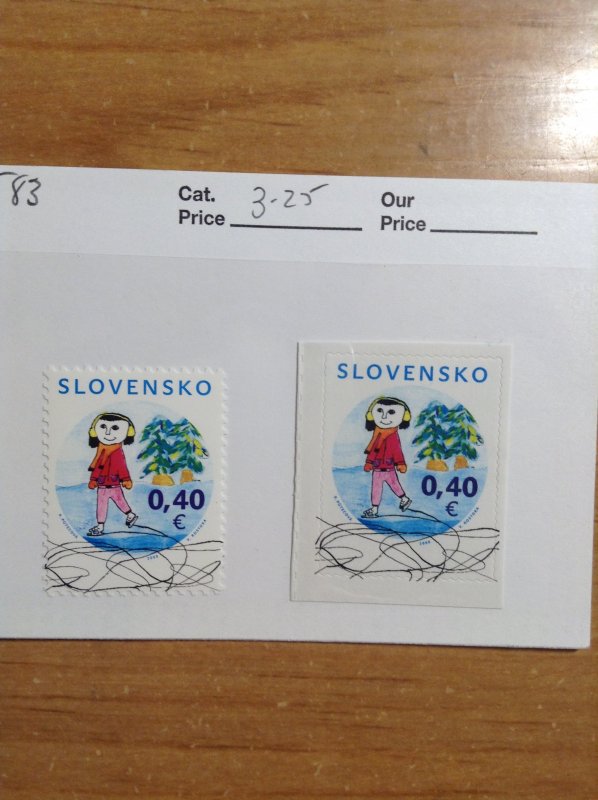 583
Cat.
Price 3-25
Our
Price
SLOVENSKO
0,40
€
SLOVENSKO
0,40
€